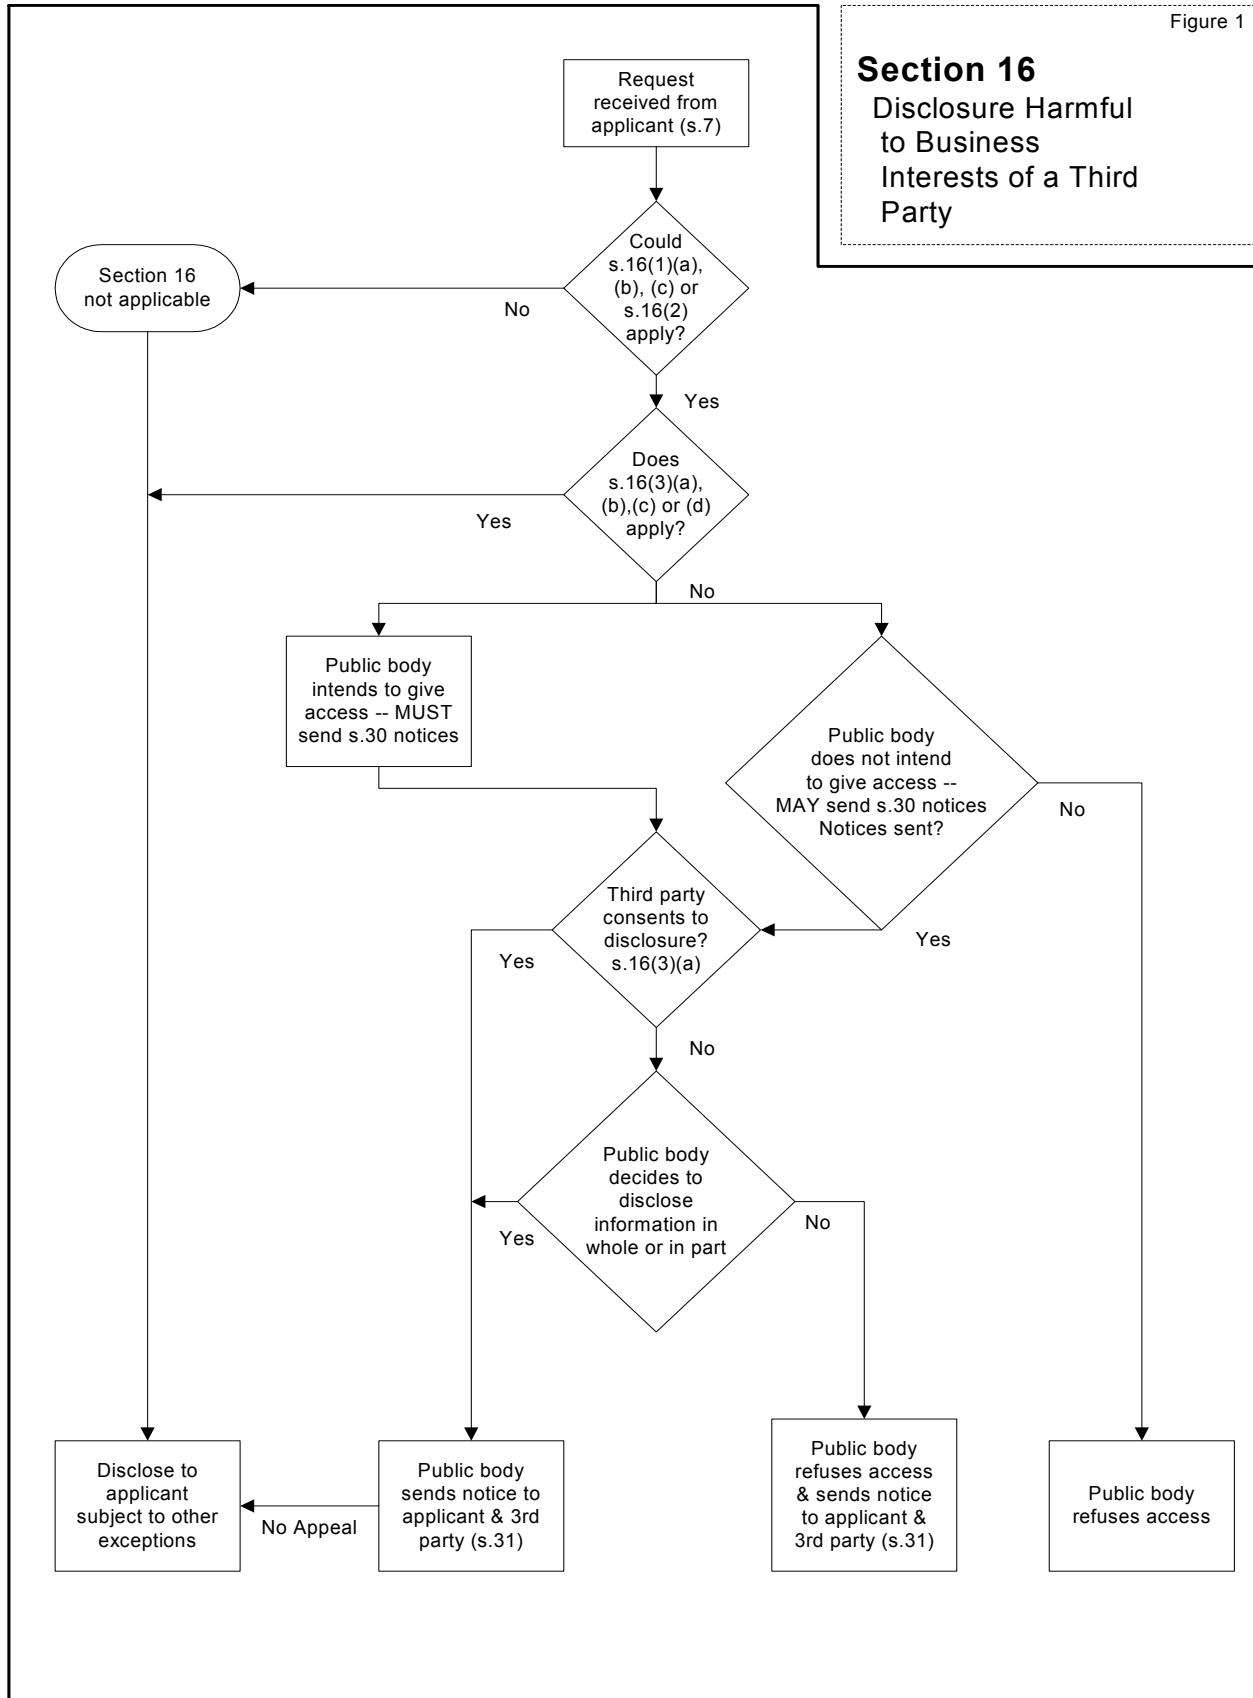 Figure 1
Section 16
Disclosure Harmful
to Business
Interests of a Third
Party
Request
received from
applicant (s.7)
Could
s.16(1)(a),
(b), (c) or
s.16(2)
apply?
No
Section 16
not applicable
Yes
Does
s.16(3)(a),
(b),(c) or (d)
apply?
Yes
No
Public body
intends to give
access -- MUST
send s.30 notices
Public body
does not intend
to give access --
MAY send s.30 notices
Notices sent?
No
Yes
Third party
consents to
disclosure?
s.16(3)(a)
Yes
No
Public body
decides to
disclose
information in
whole or in part
Yes
No
Disclose to
applicant
subject to other
exceptions
No Appeal
Public body
sends notice to
applicant & 3rd
party (s.31)
Public body
refuses access
& sends notice
to applicant &
3rd party (s.31)
Public body
refuses access